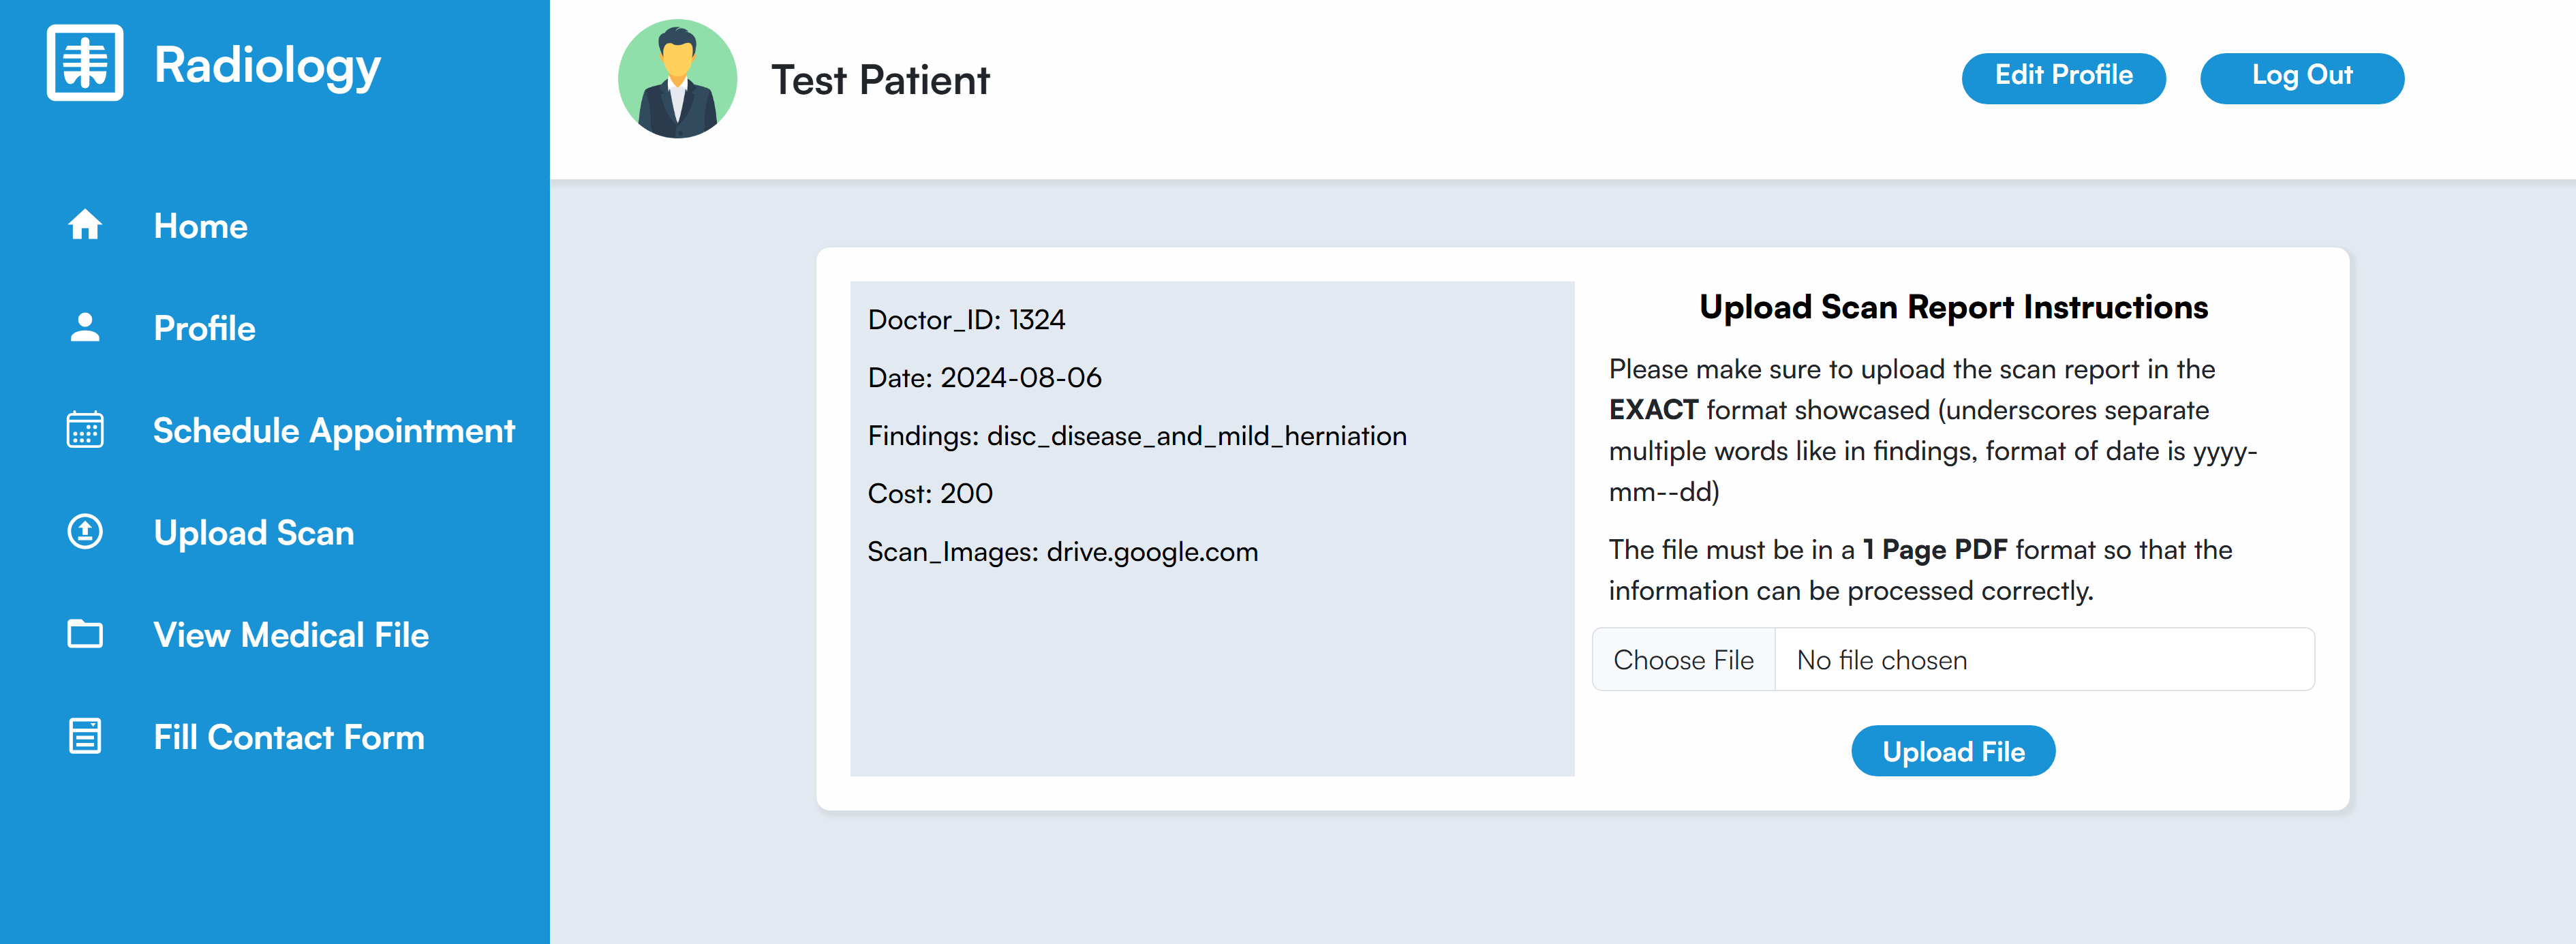 Radiology
Home
Profile
Schedule Appointment
Upload Scan
View Medical File
Fill Contact Form
Test Patient
Edit Profile
Log Out
Doctor_ID: 1324
Date: 2024-08-06
Findings: disc_disease_and_mild_herniation
Cost: 200
Scan_Images: drive.google.com
Upload Scan Report Instructions
Please make sure to upload the scan report in the
EXACT format showcased (underscores separate
multiple words like in findings, format of date is yyyy-
mm--dd)
The file must be in a 1 Page PDF format so that the
information can be processed correctly.
Choose File
No file chosen
Upload File